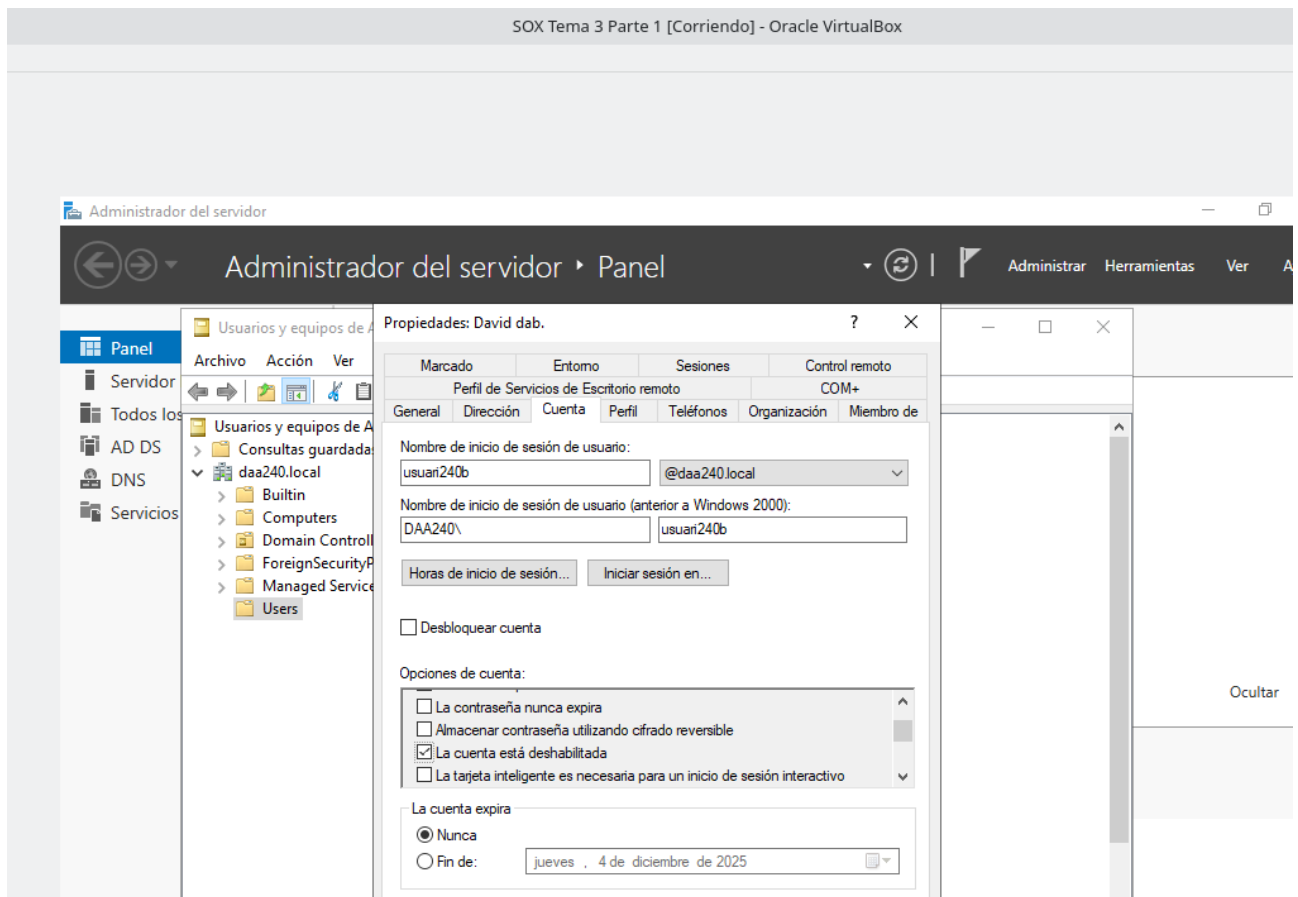 SOX Tema 3 Parte 1 [Corriendo] - Oracle VirtualBox
Administrador del servidor
Administrador del servidor Panel
Administrar Herramientas Ver
Panel
Servidor
Todos los
AD DS
DNS
Servicios
Usuarios y equipos de A
Archivo Acción Ver
Usuarios y equipos de A
Consultas guardada
daa240.local
Builtin
Computers
Domain Controll
ForeignSecurityP
Managed Service
Users
Propiedades: David dab.
Marcado Entorno Sesiones Control remoto
Perfil de Servicios de Escritorio remoto COM+
General Dirección Cuenta Perfil Teléfonos Organización Miembro de
Nombre de inicio de sesión de usuario:
usuari240b @daa240.local
Nombre de inicio de sesión de usuario (anterior a Windows 2000):
DAA240\ usuari240b
Horas de inicio de sesión... Iniciar sesión en...
Desbloquear cuenta
Opciones de cuenta:
La contraseña nunca expira
Almacenar contraseña utilizando cifrado reversible
La cuenta está deshabilitada
La tarjeta inteligente es necesaria para un inicio de sesión interactivo
La cuenta expira
Nunca
Fin de: jueves , 4 de diciembre de 2025
Ocultar